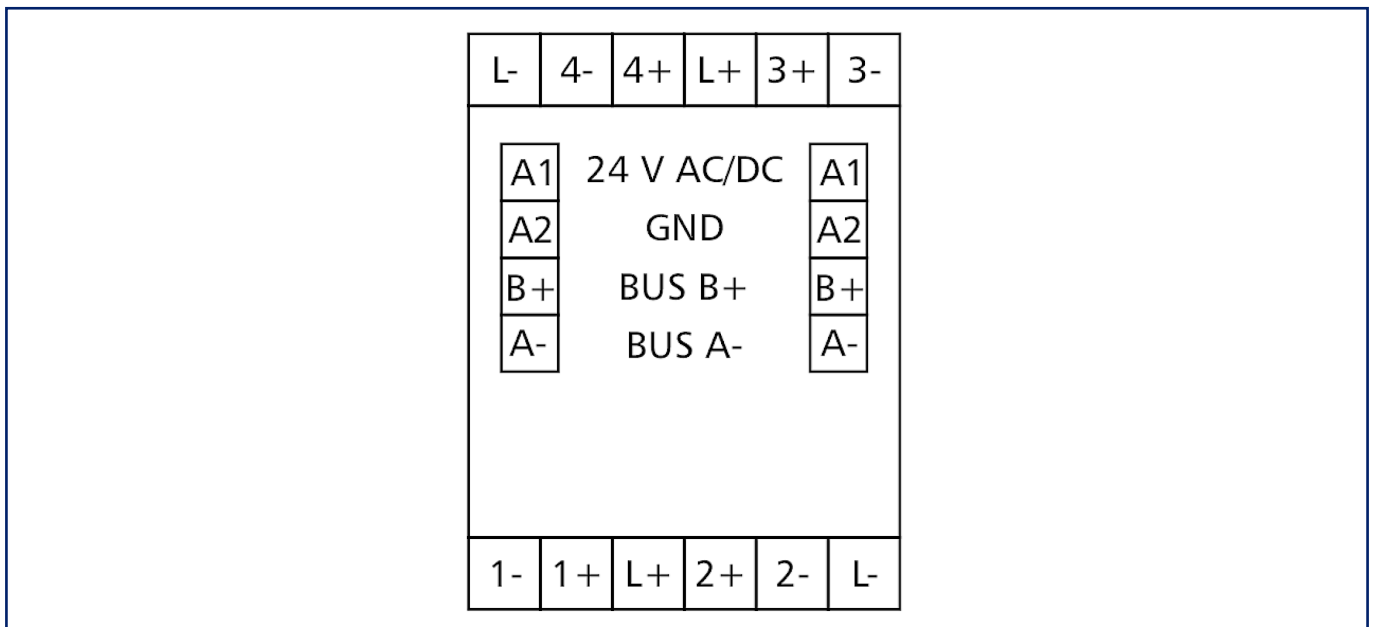 L- 4- 4+ L+ 3+ 3-
A1 24 V AC/DC A1
A2 GND A2
B+ BUS B+ B+
A- BUS A- A-
1- 1+ L+ 2+ 2- L-